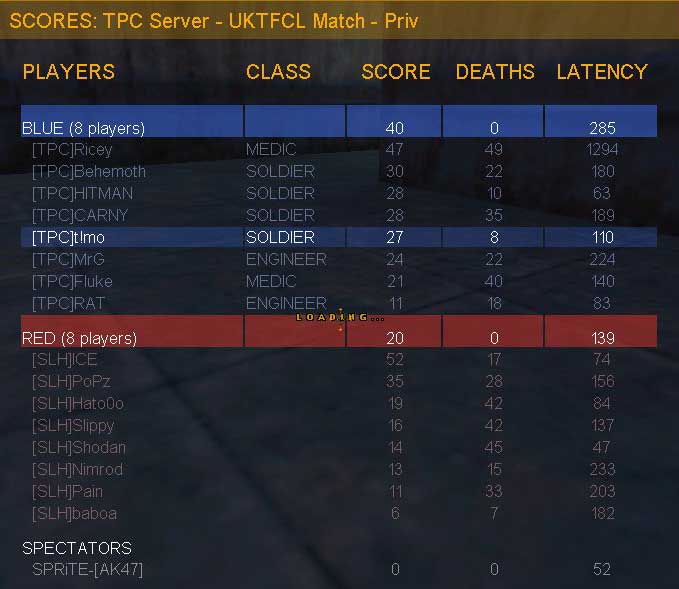 SCORES: TPC Server - UKTFCL Match - Priv
PLAYERS CLASS SCORE DEATHS LATENCY
BLUE (8 players) 40 0 285
[TPC]Ricey MEDIC 47 49 1294
[TPC]Behemoth SOLDIER 30 22 180
[TPC]HITMAN SOLDIER 28 10 63
[TPC]CARNY SOLDIER 28 35 189
[TPC]t!mo SOLDIER 27 8 110
[TPC]MrG ENGINEER 24 22 224
[TPC]Fluke MEDIC 21 40 140
[TPC]RAT ENGINEER 11 18 83
LOADING...
RED (8 players) 20 0 139
[SLH]ICE 52 17 74
[SLH]PoPz 35 28 156
[SLH]Hato0o 19 42 84
[SLH]Slippy 16 42 137
[SLH]Shodan 14 45 47
[SLH]Nimrod 13 15 233
[SLH]Pain 11 33 203
[SLH]baboa 6 7 182
SPECTATORS
SPRiTE-[AK47] 0 0 52